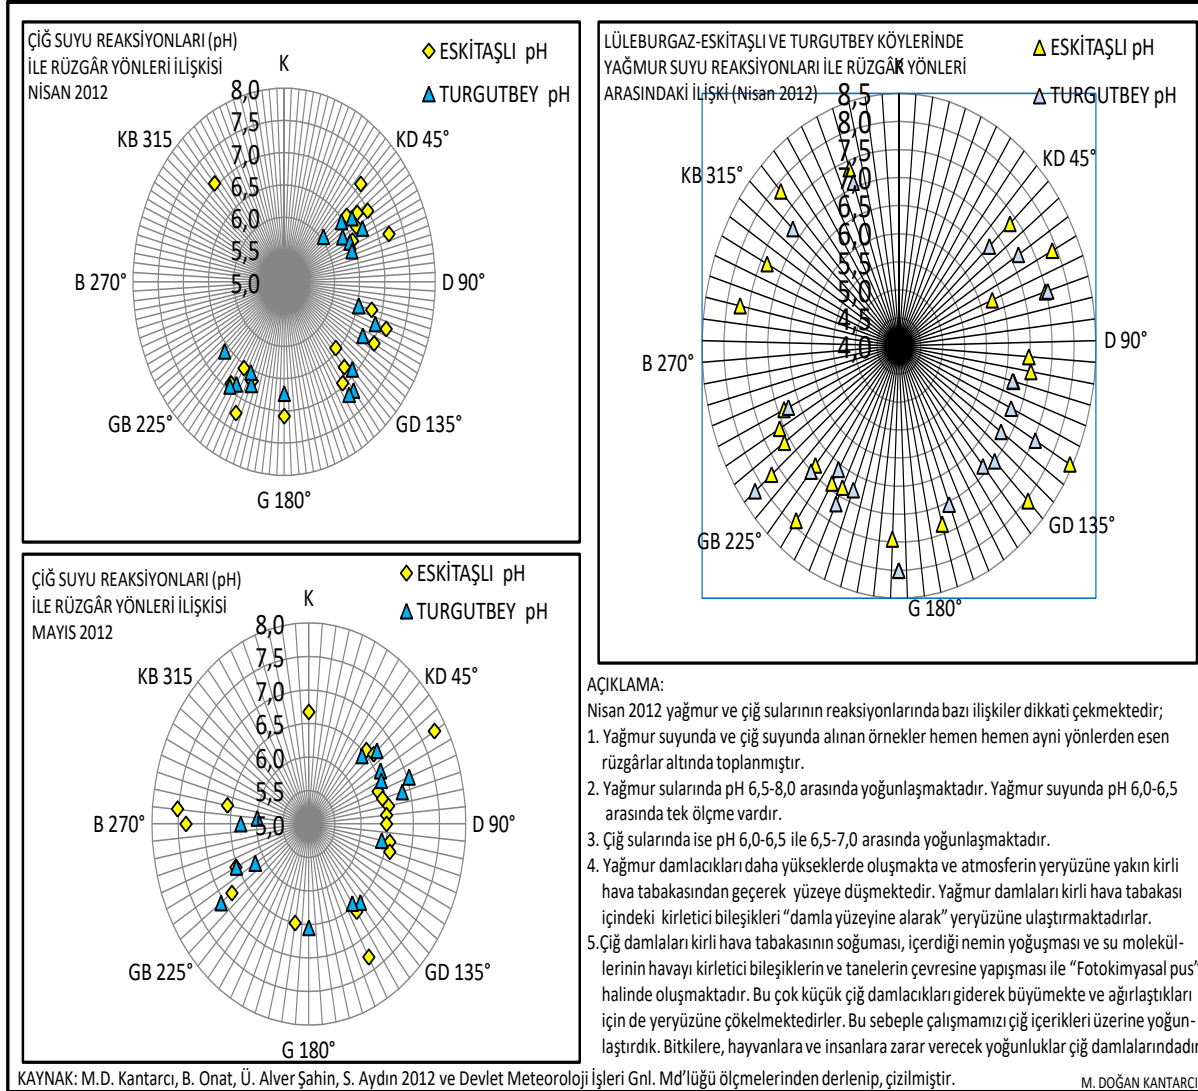 ÇİĞ SUYU REAKSİYONLARI (pH)
İLE RÜZGÂR YÖNLERİ İLİŞKİSİ
NİSAN 2012
ESKİTAŞLI pH
TURGUTBEY pH
K
8,0
7,5
7,0
6,5
6,0
5,5
5,0
KB 315
KD 45°
B 270°
D 90°
GB 225°
GD 135°
G 180°
LÜLEBURGAZ-ESKİTAŞLI VE TURGUTBEY KÖYLERİNDE
YAĞMUR SUYU REAKSİYONLARI İLE RÜZGÂR YÖNLERİ
ARASINDAKİ İLİŞKİ (Nisan 2012)
ESKİTAŞLI pH
TURGUTBEY pH
K
8,5
8,0
7,5
7,0
6,5
6,0
5,5
5,0
4,5
4,0
KB 315°
KD 45°
B 270°
D 90°
GB 225°
GD 135°
G 180°
ÇİĞ SUYU REAKSİYONLARI (pH)
İLE RÜZGÂR YÖNLERİ İLİŞKİSİ
MAYIS 2012
ESKİTAŞLI pH
TURGUTBEY pH
K
8,0
7,5
7,0
6,5
6,0
5,5
5,0
KB 315
KD 45°
B 270°
D 90°
GB 225°
GD 135°
G 180°
AÇIKLAMA:
Nisan 2012 yağmur ve çiğ sularının reaksiyonlarında bazı ilişkiler dikkati çekmektedir;
1. Yağmur suyunda ve çiğ suyunda alınan örnekler hemen hemen ayni yönlerden esen
rüzgârlar altında toplanmıştır.
2. Yağmur sularında pH 6,5-8,0 arasında yoğunlaşmaktadır. Yağmur suyunda pH 6,0-6,5
arasında tek ölçme vardır.
3. Çiğ sularında ise pH 6,0-6,5 ile 6,5-7,0 arasında yoğunlaşmaktadır.
4. Yağmur damlacıkları daha yükseklerde oluşmakta ve atmosferin yeryüzüne yakın kirli
hava tabakasından geçerek yüzeye düşmektedir. Yağmur damlaları kirli hava tabakası
içindeki kirletici bileşikleri “damla yüzeyine alarak” yeryüzüne ulaştırmaktadırlar.
5.Çiğ damlaları kirli hava tabakasının soğuması, içerdiği nemin yoğuşması ve su molekül-
lerinin havayı kirletici bileşiklerin ve tanelerin çevresine yapışması ile “Fotokimyasal pus”
halinde oluşmaktadır. Bu çok küçük çiğ damlacıkları giderek büyümekte ve ağırlaştıkları
için de yeryüzüne çökelmektedirler. Bu sebeple çalışmamızı çiğ içerikleri üzerine yoğun-
laştırdık. Bitkilere, hayvanlara ve insanlara zarar verecek yoğunluklar çiğ damlalarındadır
KAYNAK: M.D. Kantarcı, B. Onat, Ü. Alver Şahin, S. Aydın 2012 ve Devlet Meteoroloji İşleri Gnl. Md’lüğü ölçmelerinden derlenip, çizilmiştir.
M. DOĞAN KANTARCI